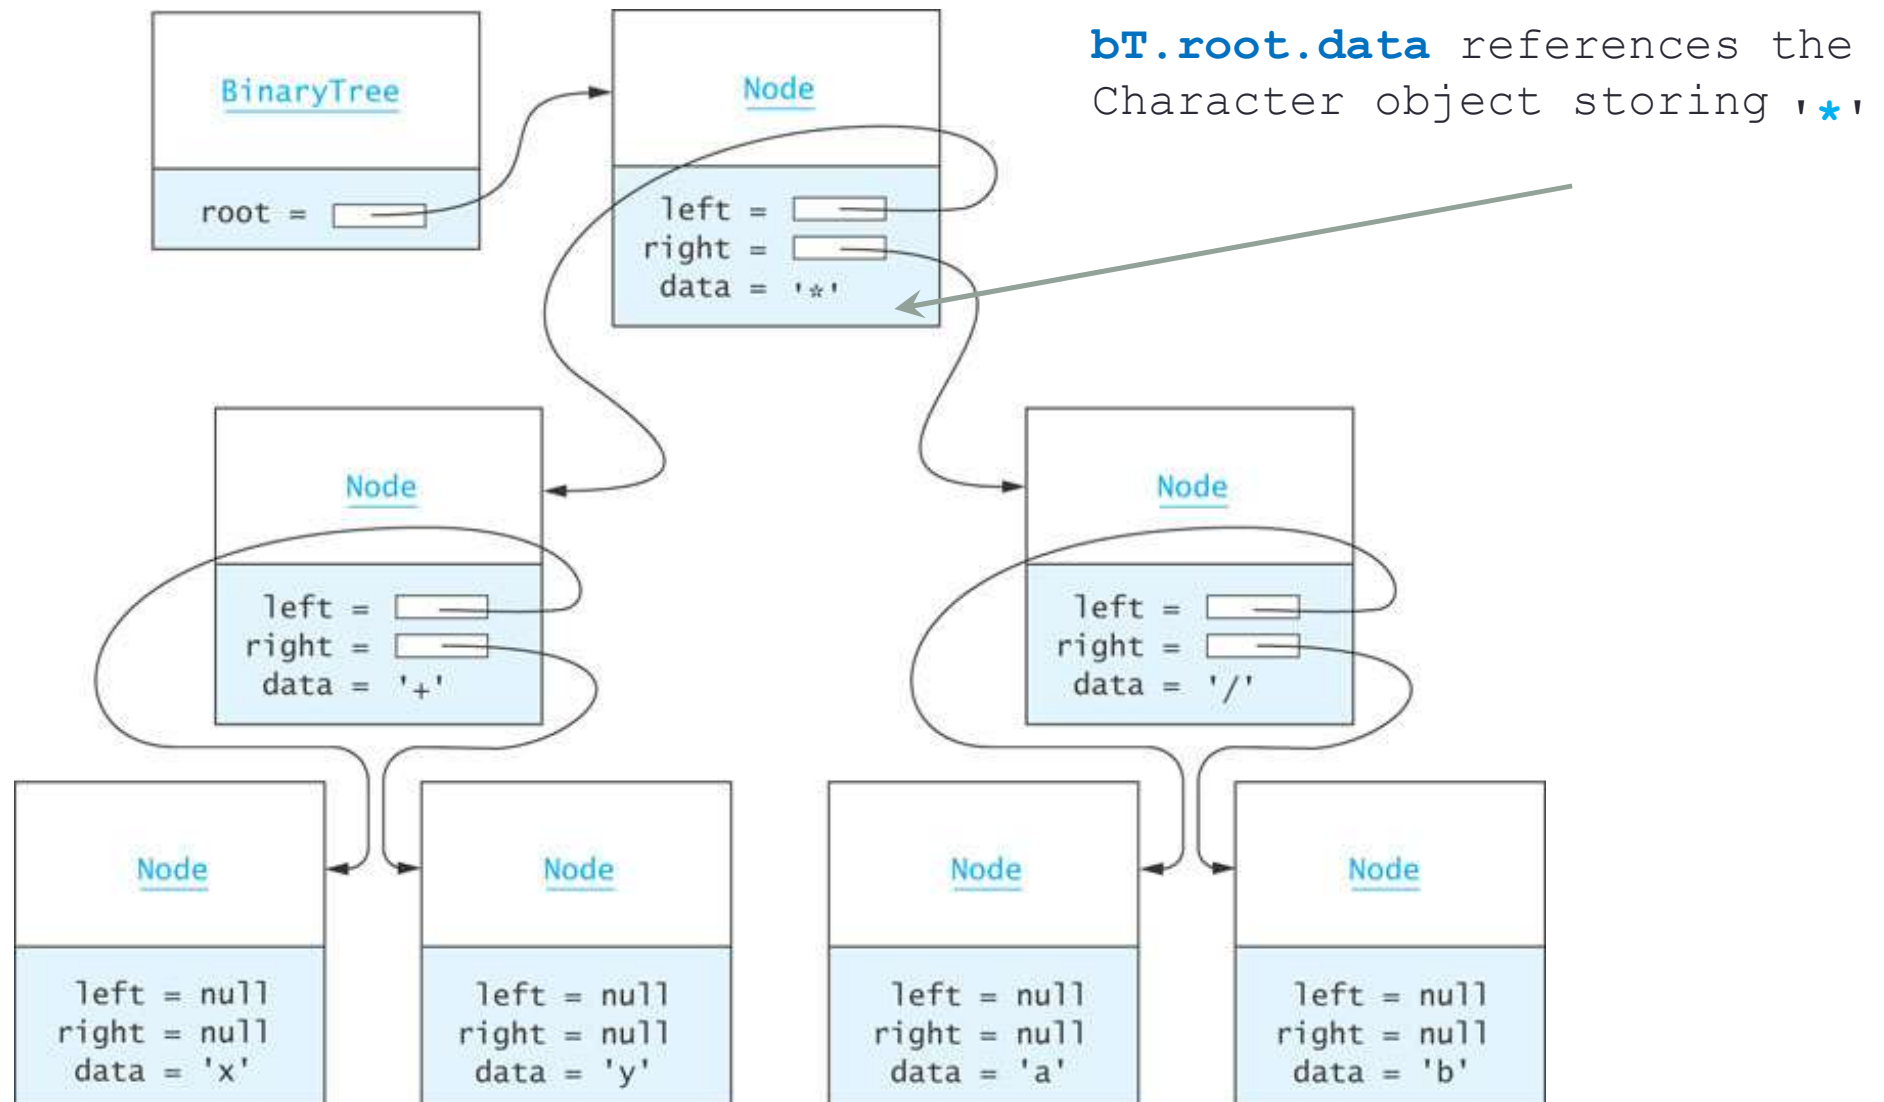 bT.root.data references the
Character object storing '*'
BinaryTree
root =
Node
left =
right =
data = '*'
Node
left =
right =
data = '+'
Node
left =
right =
data = '/'
Node
left = null
right = null
data = 'x'
Node
left = null
right = null
data = 'y'
Node
left = null
right = null
data = 'a'
Node
left = null
right = null
data = 'b'